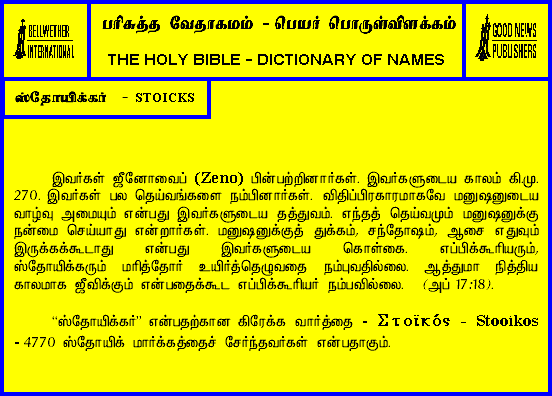 BELLWETHER
INTERNATIONAL
பரிசுத்த வேதாகமம் - பெயர் பொருள்விளக்கம்
THE HOLY BIBLE - DICTIONARY OF NAMES
GOOD NEWS
PUBLISHERS
ஸ்தோயிக்கர் - STOICKS
இவர்கள் ஜீனோவைப் (Zeno) பின்பற்றினார்கள். இவர்களுடைய காலம் கி.மு.
270. இவர்கள் பல தெய்வங்களை நம்பினார்கள். விதிப்பிரகாரமாகவே மனுஷனுடைய
வாழ்வு அமையும் என்பது இவர்களுடைய தத்துவம். எந்தத் தெய்வமும் மனுஷனுக்கு
நன்மை செய்யாது என்றார்கள். மனுஷனுக்குத் துக்கம், சந்தோஷம், ஆசை எதுவும்
இருக்கக்கூடாது என்பது இவர்களுடைய கொள்கை. எப்பிக்கூரியரும்,
ஸ்தோயிக்கரும் மரித்தோர் உயிர்த்தெழுவதை நம்புவதில்லை. ஆத்துமா நித்திய
காலமாக ஜீவிக்கும் என்பதைக்கூட எப்பிக்கூரியர் நம்பவில்லை. (அப் 17:18).
“ஸ்தோயிக்கர்” என்பதற்கான கிரேக்க வார்த்தை - Στοϊκός - Stooikos
- 4770 ஸ்தோயிக் மார்க்கத்தைச் சேர்ந்தவர்கள் என்பதாகும்.